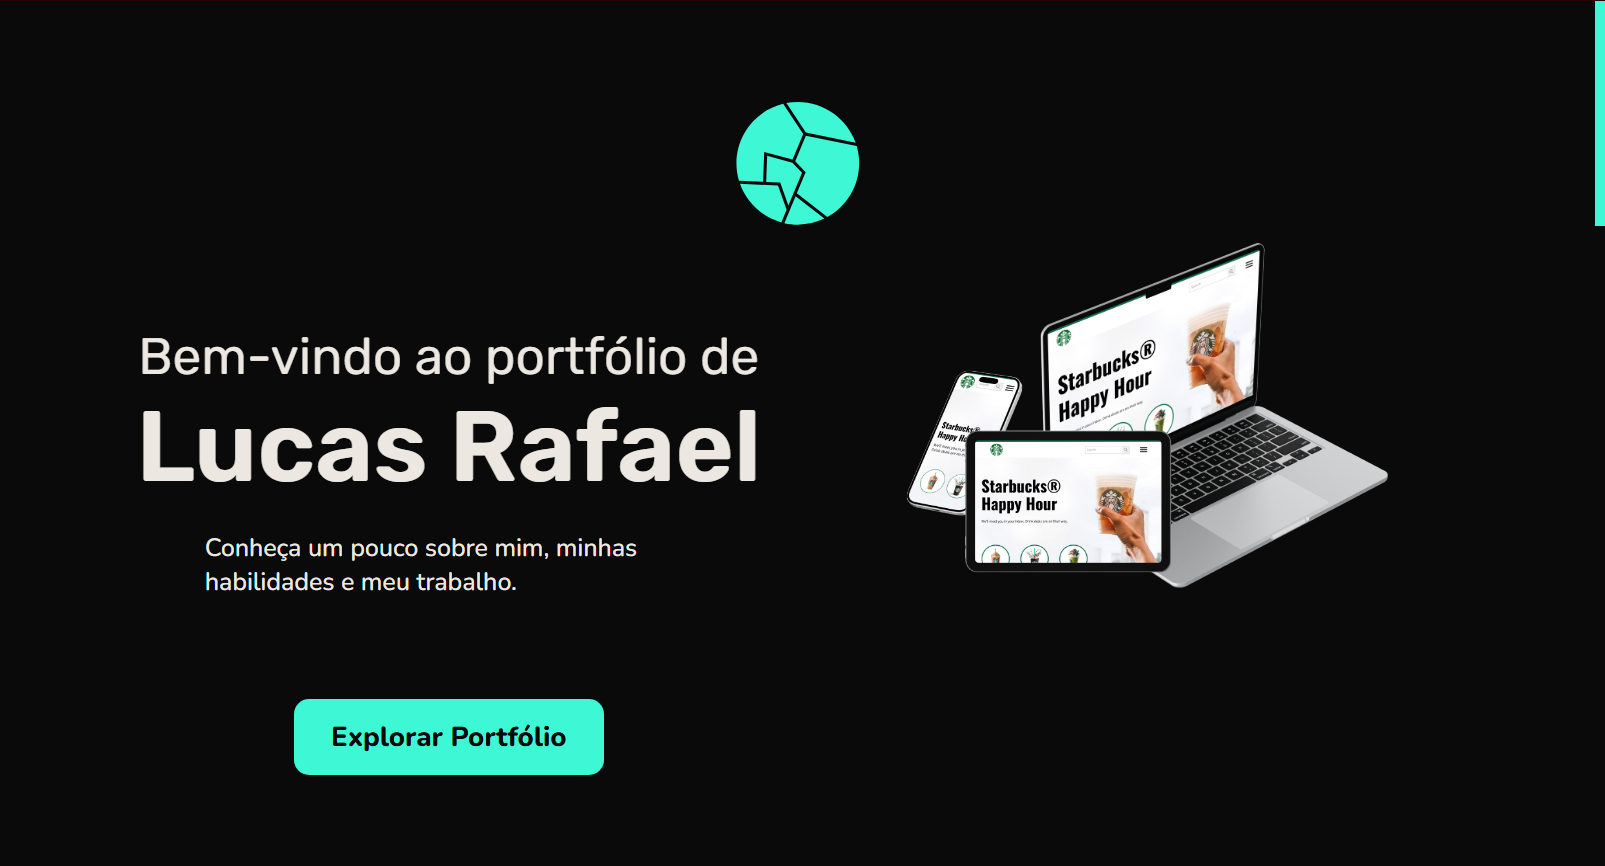 Bem-vindo ao portfólio de
Lucas Rafael
Conheça um pouco sobre mim, minhas
habilidades e meu trabalho.
Explorar Portfólio
Starbucks®
Happy Hour
Starbucks®
Happy Ho
Starbucks®
Happy Hour